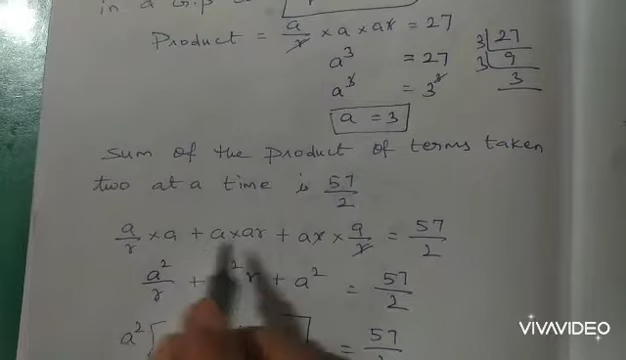 in a G.P is
Product = a/r × a × ar = 27
a³ = 27
a³ = 3³
a = 3
3 27
3 9
3
Sum of the product of terms taken
two at a time is 57/2
a/r × a + a × ar + ar × a/r = 57/2
a²/r + ²r + a² = 57/2
a² [ ] = 57
VIVAVIDEO